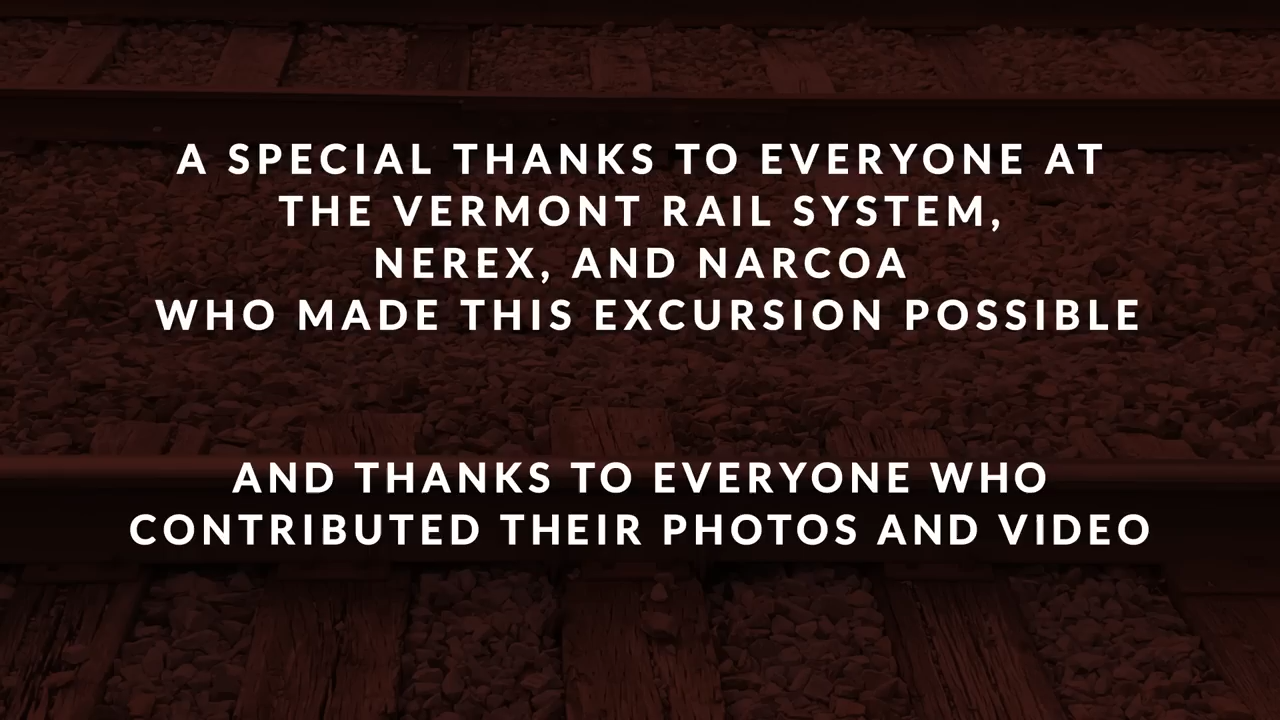 A SPECIAL THANKS TO EVERYONE AT
THE VERMONT RAIL SYSTEM,
NEREX, AND NARCOA
WHO MADE THIS EXCURSION POSSIBLE
AND THANKS TO EVERYONE WHO
CONTRIBUTED THEIR PHOTOS AND VIDEO